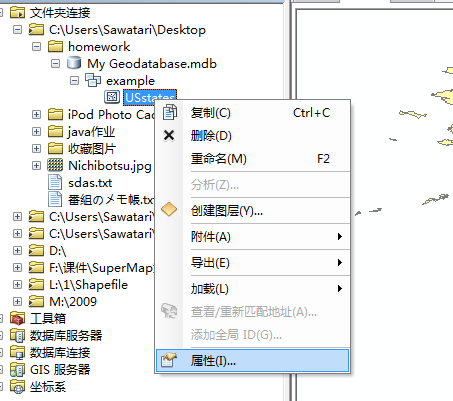 文件夹连接
C:\Users\Sawatari\Desktop
homework
My Geodatabase.mdb
example
USstates
iPod Photo Cac
java作业
收藏图片
Nichibotsu.jpg
sdas.txt
番組のメモ帳.tx
C:\Users\Sawatari
C:\Users\Sawatari
D:\
F:\课件\SuperMap
L:\1\Shapefile
M:\2009
工具箱
数据库服务器
数据库连接
GIS 服务器
坐标系
复制(C) Ctrl+C
删除(D)
重命名(M) F2
分析(Z)...
创建图层(Y)...
附件(A)
导出(E)
加载(L)
查看/重新匹配地址(A)...
添加全局 ID(G)...
属性(I)...